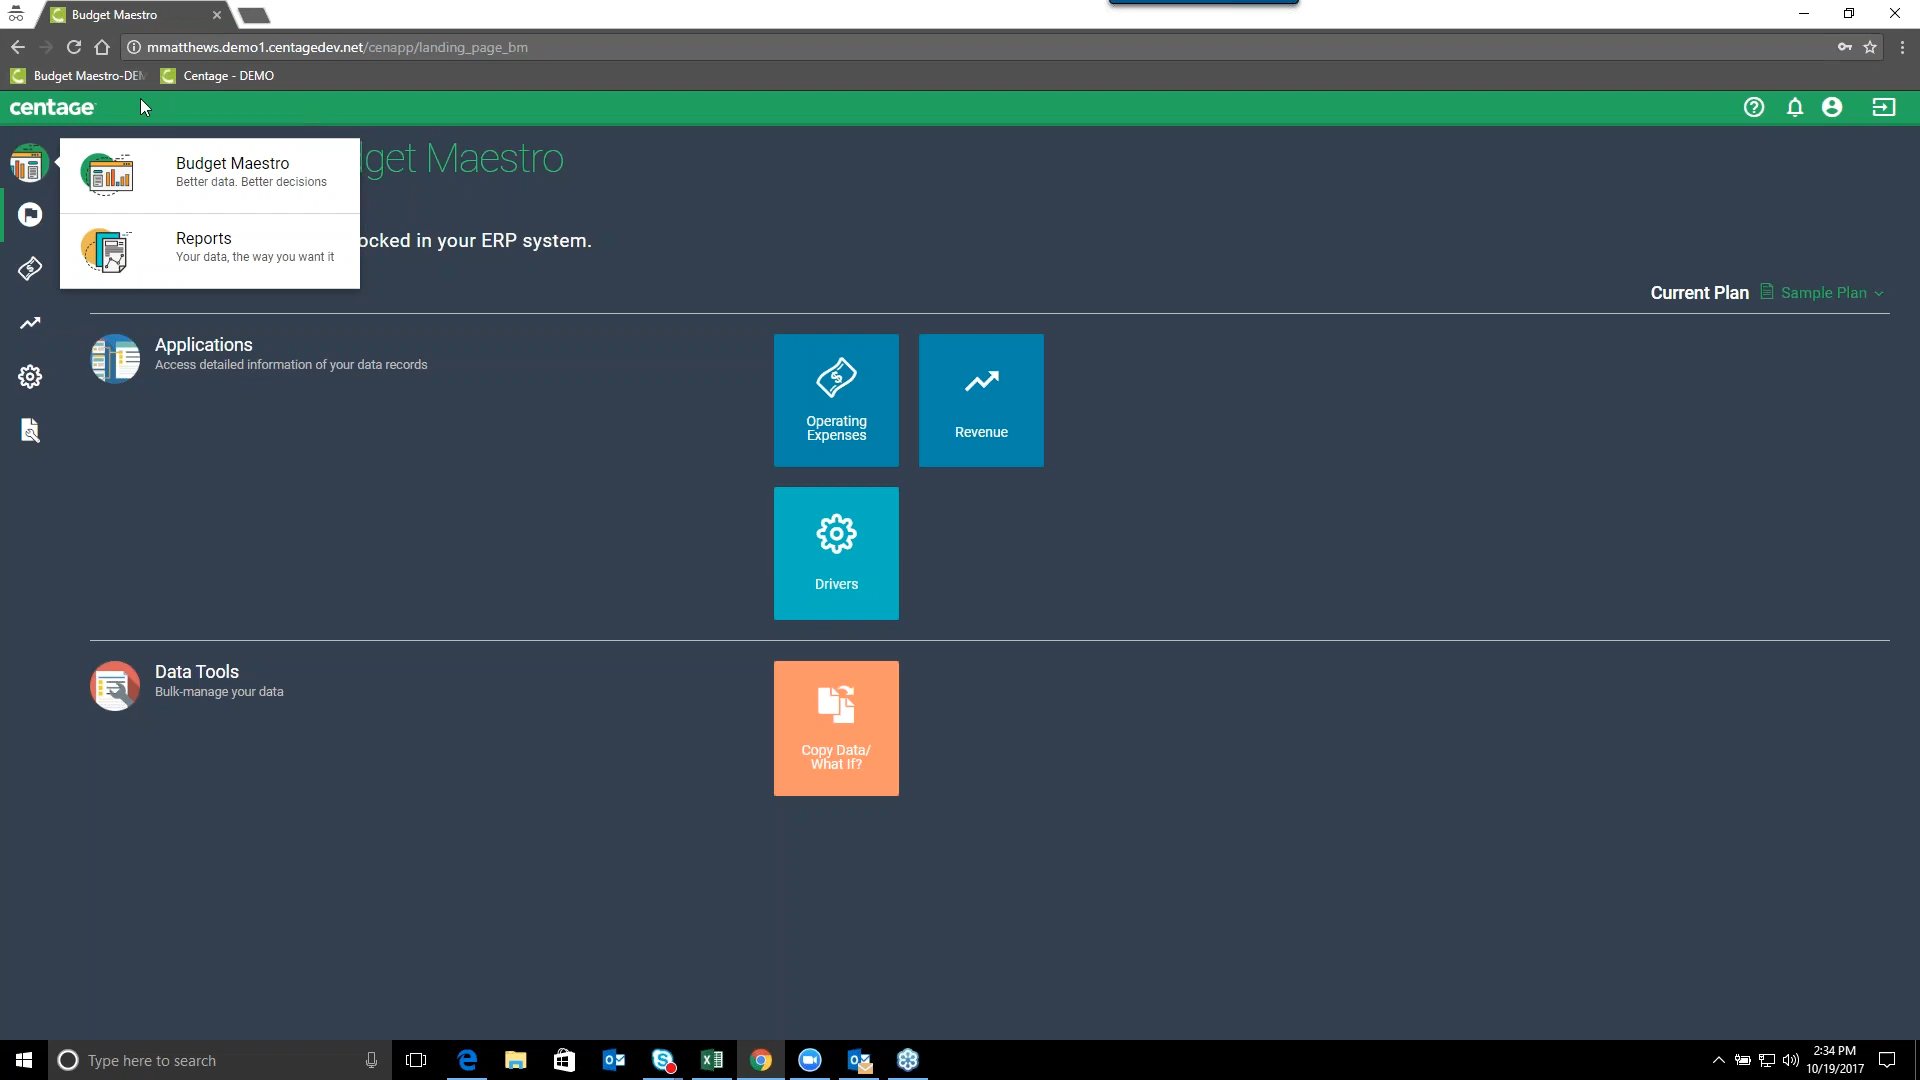 Budget Maestro
mmatthews.demo1.centagedev.net/cenapp/landing_page_bm
Budget Maestro-DEM
Centage - DEMO
centage
Budget Maestro
Better data. Better decisions
Reports
Your data, the way you want it
get Maestro
ocked in your ERP system.
Current Plan
Sample Plan
Applications
Access detailed information of your data records
Operating
Expenses
Revenue
Drivers
Data Tools
Bulk-manage your data
Copy Data/
What If?
Type here to search
2:34 PM
10/19/2017